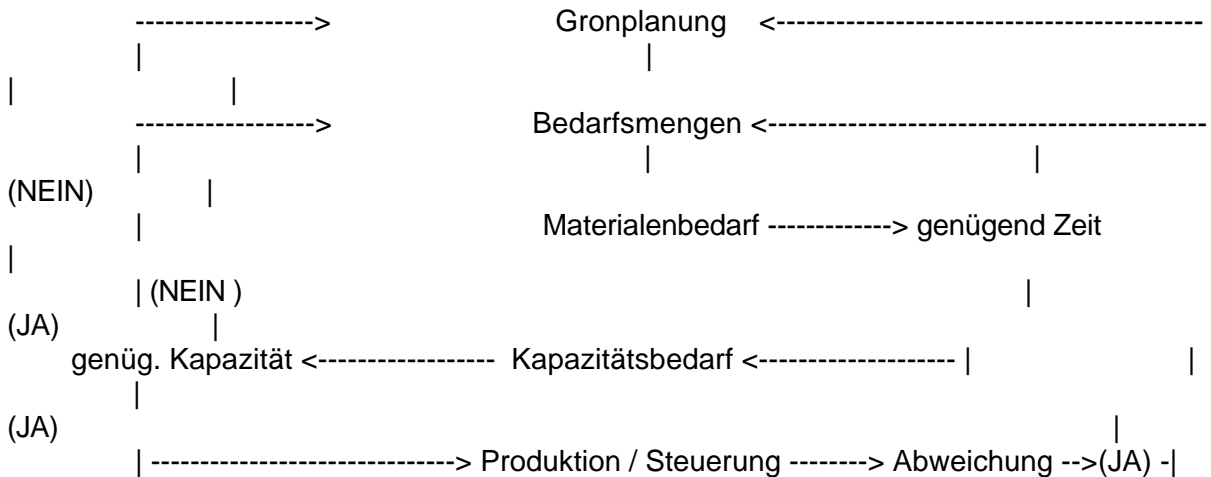 ------------------> Gronplanung <-------------------------------------------
| |
| |
------------------> Bedarfsmengen <--------------------------------------------
| | |
(NEIN) |
| Materialenbedarf -------------> genügend Zeit
|
| (NEIN ) |
(JA) |
genüg. Kapazität <------------------ Kapazitätsbedarf <-------------------- | |
|
(JA) |
| ------------------------------> Produktion / Steuerung --------> Abweichung -->(JA) -|